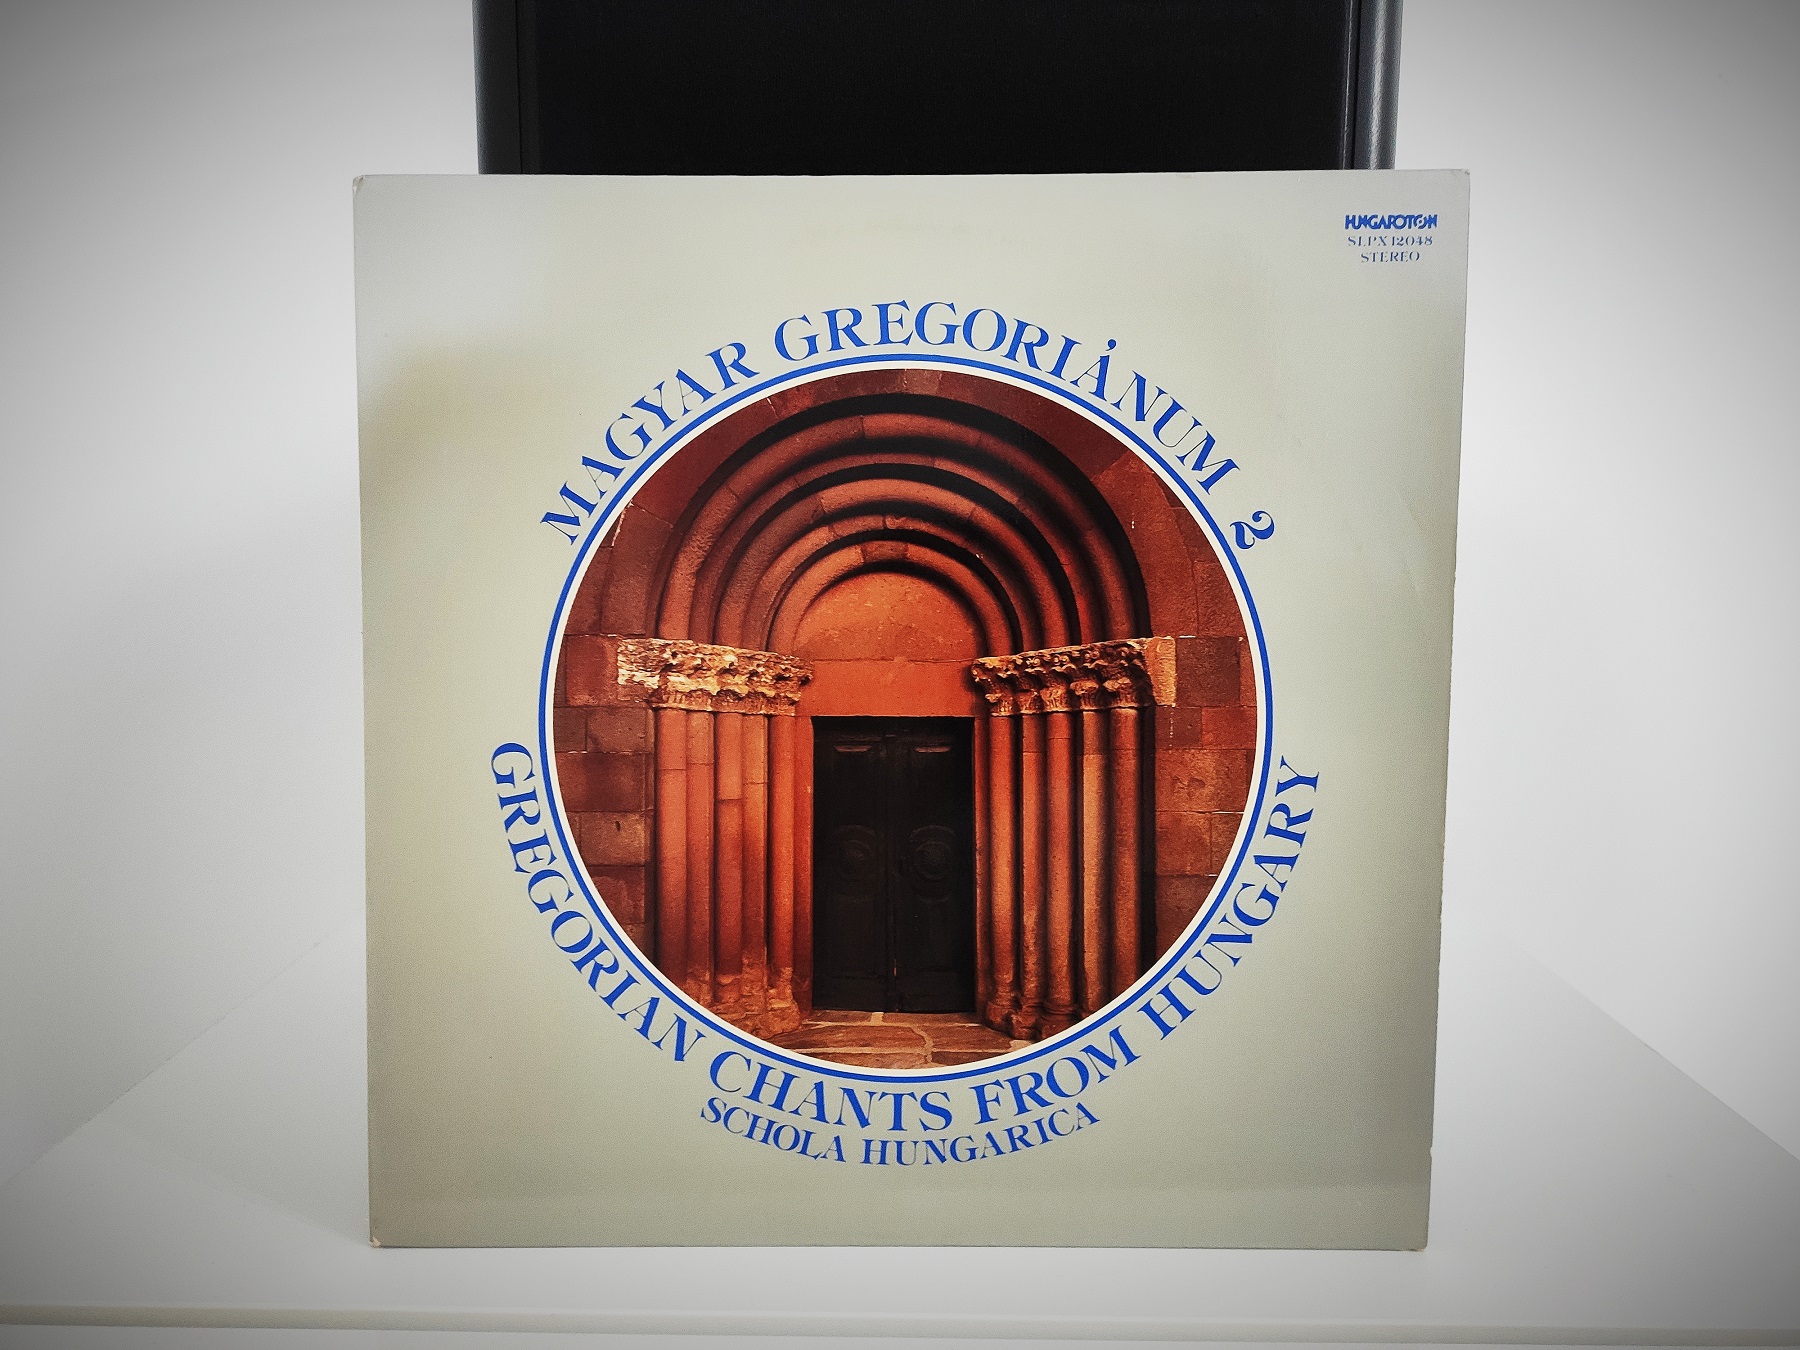 HUNGAROTON
SLPX 12048
STEREO
MAGYAR GREGORIÁNUM 2
GREGORIAN CHANTS FROM HUNGARY
SCHOLA HUNGARICA